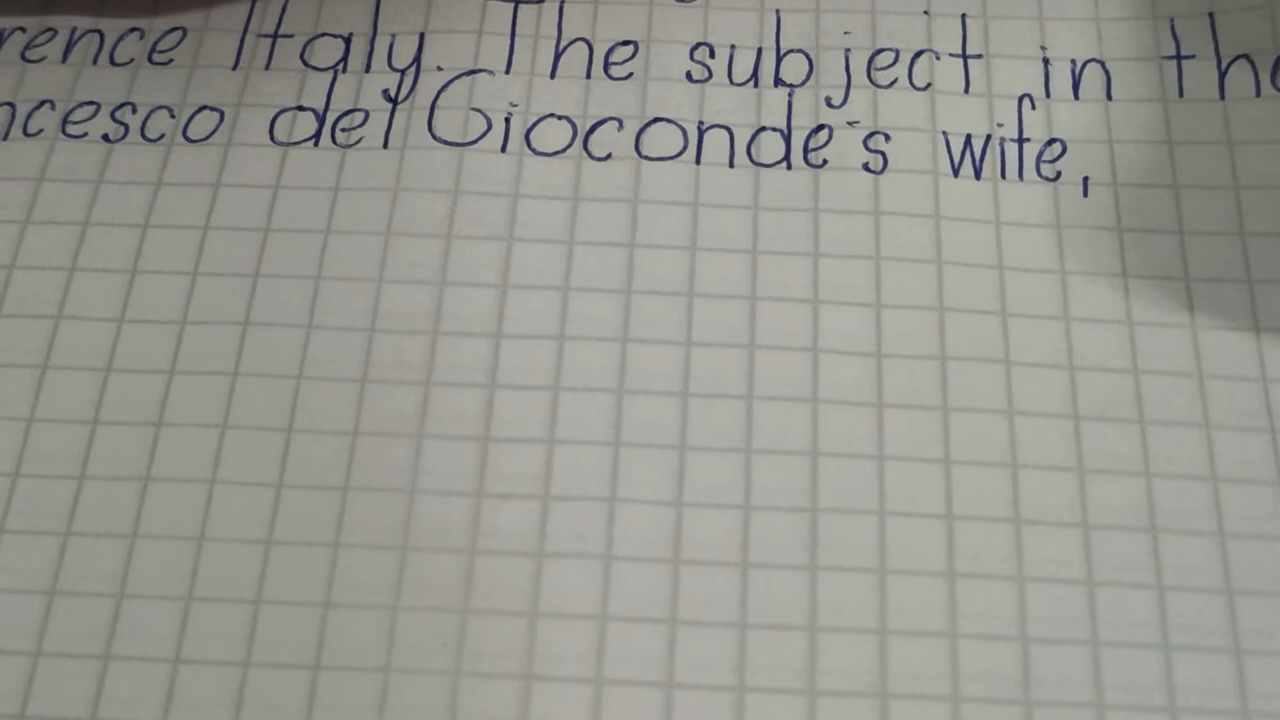 rence Italy. The subject in th
ncesco del Gioconde's wife,